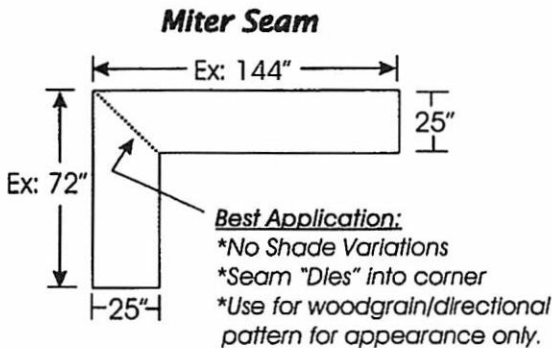 Miter Seam
Ex: 144"
25"
Ex: 72"
Best Application:
*No Shade Variations
*Seam "Dies" into corner
*Use for woodgrain/directional
pattern for appearance only.
25"